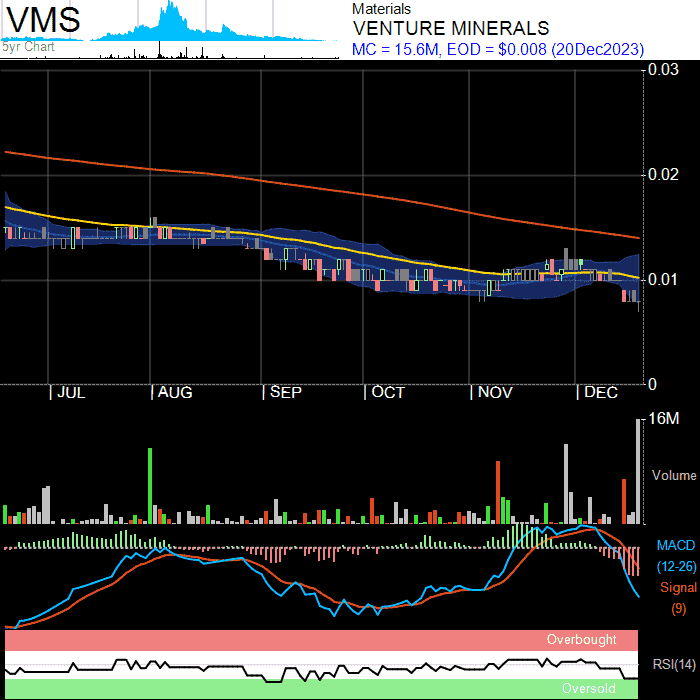 VMS
5yr Chart
Materials
VENTURE MINERALS
MC = 15.6M, EOD = $0.008 (20Dec2023)
0.03
0.02
0.01
0
JUL AUG SEP OCT NOV DEC
16M
Volume
MACD
(12-26)
Signal
(9)
Overbought
RSI(14)
Oversold